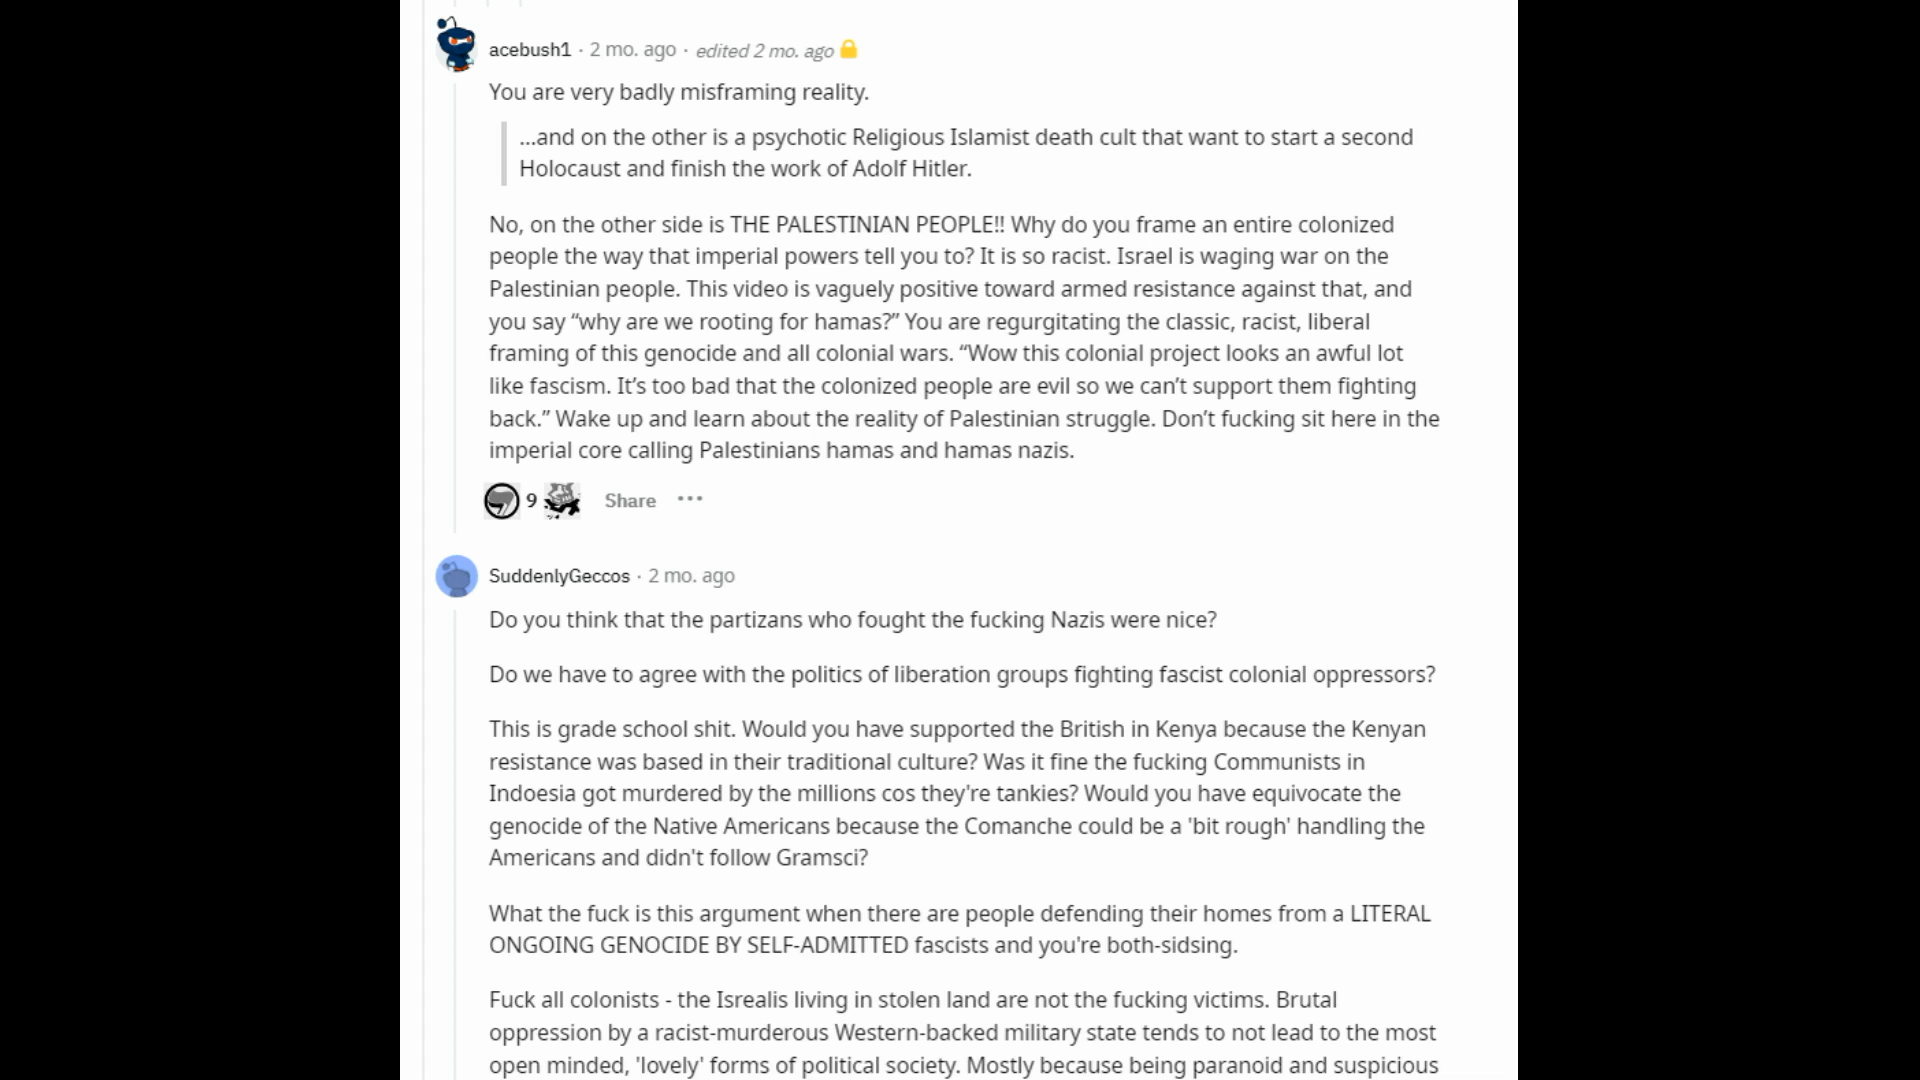 acebush1 · 2 mo. ago · edited 2 mo. ago
You are very badly misframing reality.
...and on the other is a psychotic Religious Islamist death cult that want to start a second
Holocaust and finish the work of Adolf Hitler.
No, on the other side is THE PALESTINIAN PEOPLE!! Why do you frame an entire colonized
people the way that imperial powers tell you to? It is so racist. Israel is waging war on the
Palestinian people. This video is vaguely positive toward armed resistance against that, and
you say “why are we rooting for hamas?” You are regurgitating the classic, racist, liberal
framing of this genocide and all colonial wars. “Wow this colonial project looks an awful lot
like fascism. It’s too bad that the colonized people are evil so we can’t support them fighting
back.” Wake up and learn about the reality of Palestinian struggle. Don’t fucking sit here in the
imperial core calling Palestinians hamas and hamas nazis.
9 Share ...
SuddenlyGeccos · 2 mo. ago
Do you think that the partizans who fought the fucking Nazis were nice?
Do we have to agree with the politics of liberation groups fighting fascist colonial oppressors?
This is grade school shit. Would you have supported the British in Kenya because the Kenyan
resistance was based in their traditional culture? Was it fine the fucking Communists in
Indoesia got murdered by the millions cos they're tankies? Would you have equivocate the
genocide of the Native Americans because the Comanche could be a 'bit rough' handling the
Americans and didn't follow Gramsci?
What the fuck is this argument when there are people defending their homes from a LITERAL
ONGOING GENOCIDE BY SELF-ADMITTED fascists and you're both-sidsing.
Fuck all colonists - the Isrealis living in stolen land are not the fucking victims. Brutal
oppression by a racist-murderous Western-backed military state tends to not lead to the most
open minded, 'lovely' forms of political society. Mostly because being paranoid and suspicious